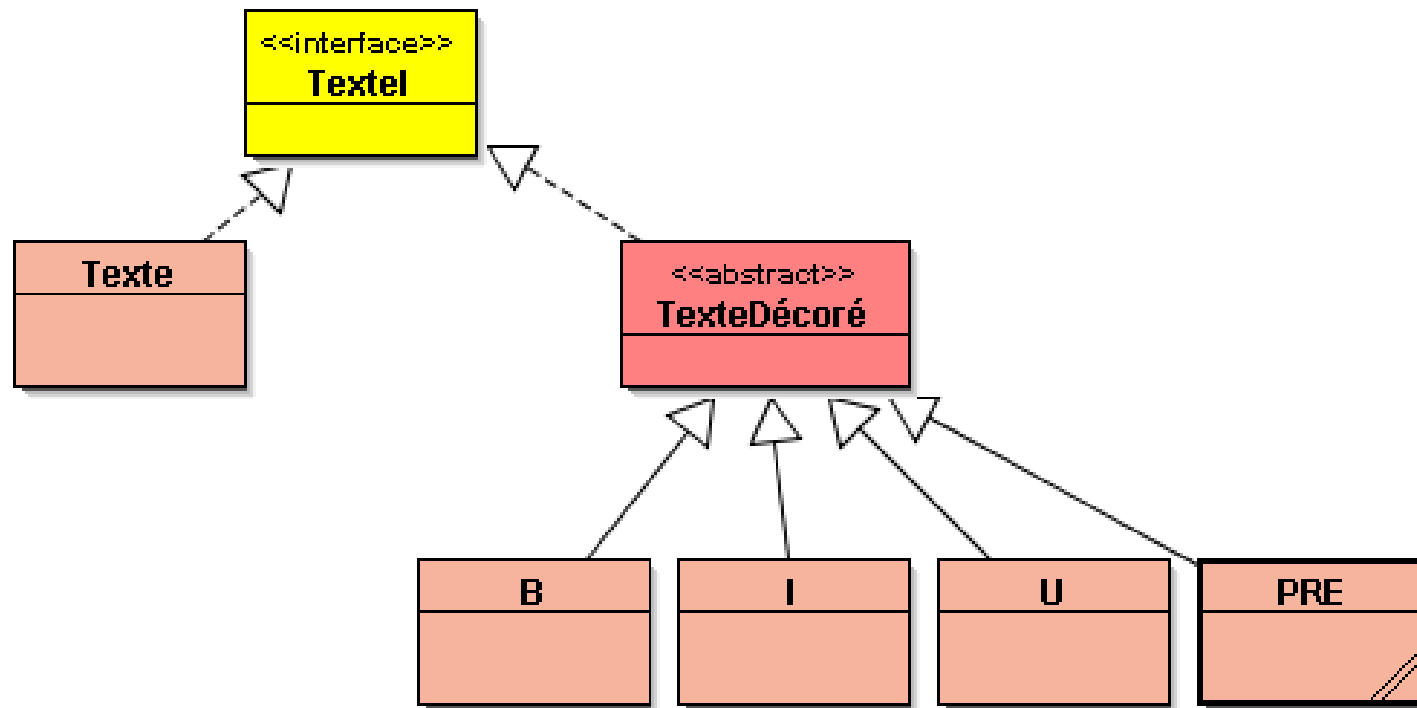 <<interface>>
TexteI
Texte
<<abstract>>
TexteDécoré
B
I
U
PRE